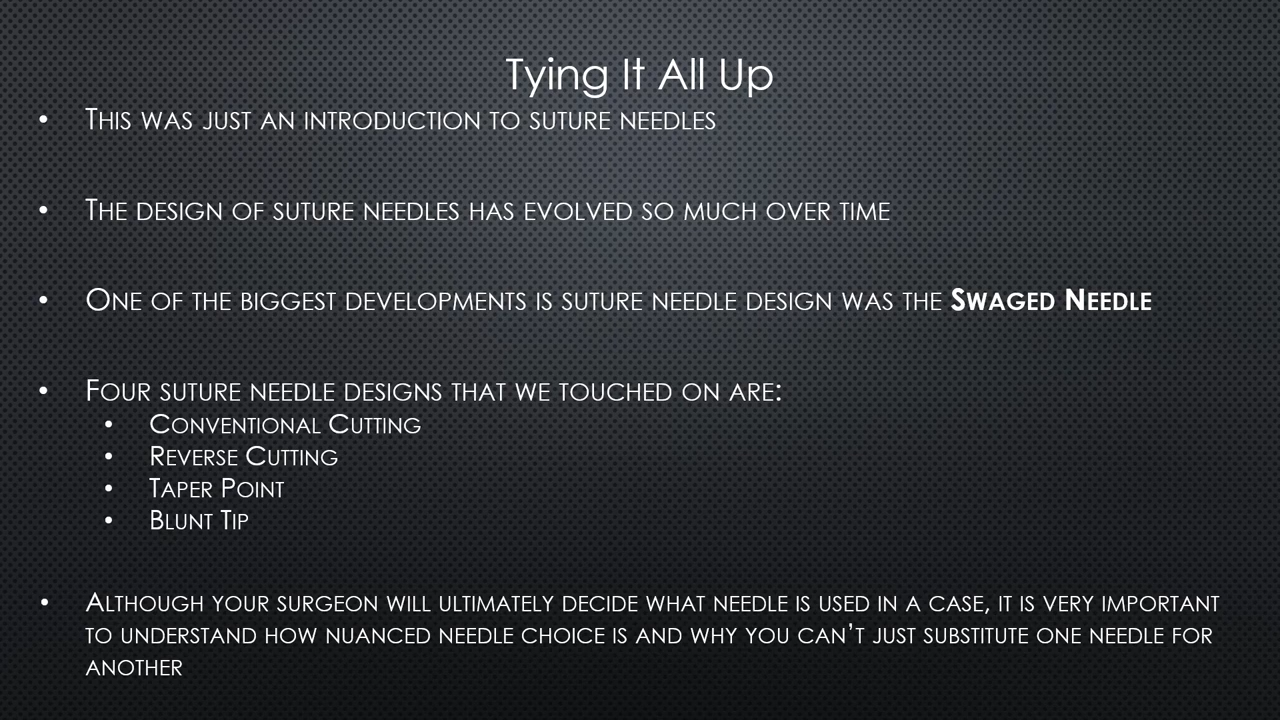 Tying It All Up
• This was just an introduction to suture needles
• The design of suture needles has evolved so much over time
• One of the biggest developments is suture needle design was the Swaged Needle
• Four suture needle designs that we touched on are:
• Conventional Cutting
• Reverse Cutting
• Taper Point
• Blunt Tip
• Although your surgeon will ultimately decide what needle is used in a case, it is very important
to understand how nuanced needle choice is and why you can’t just substitute one needle for
another